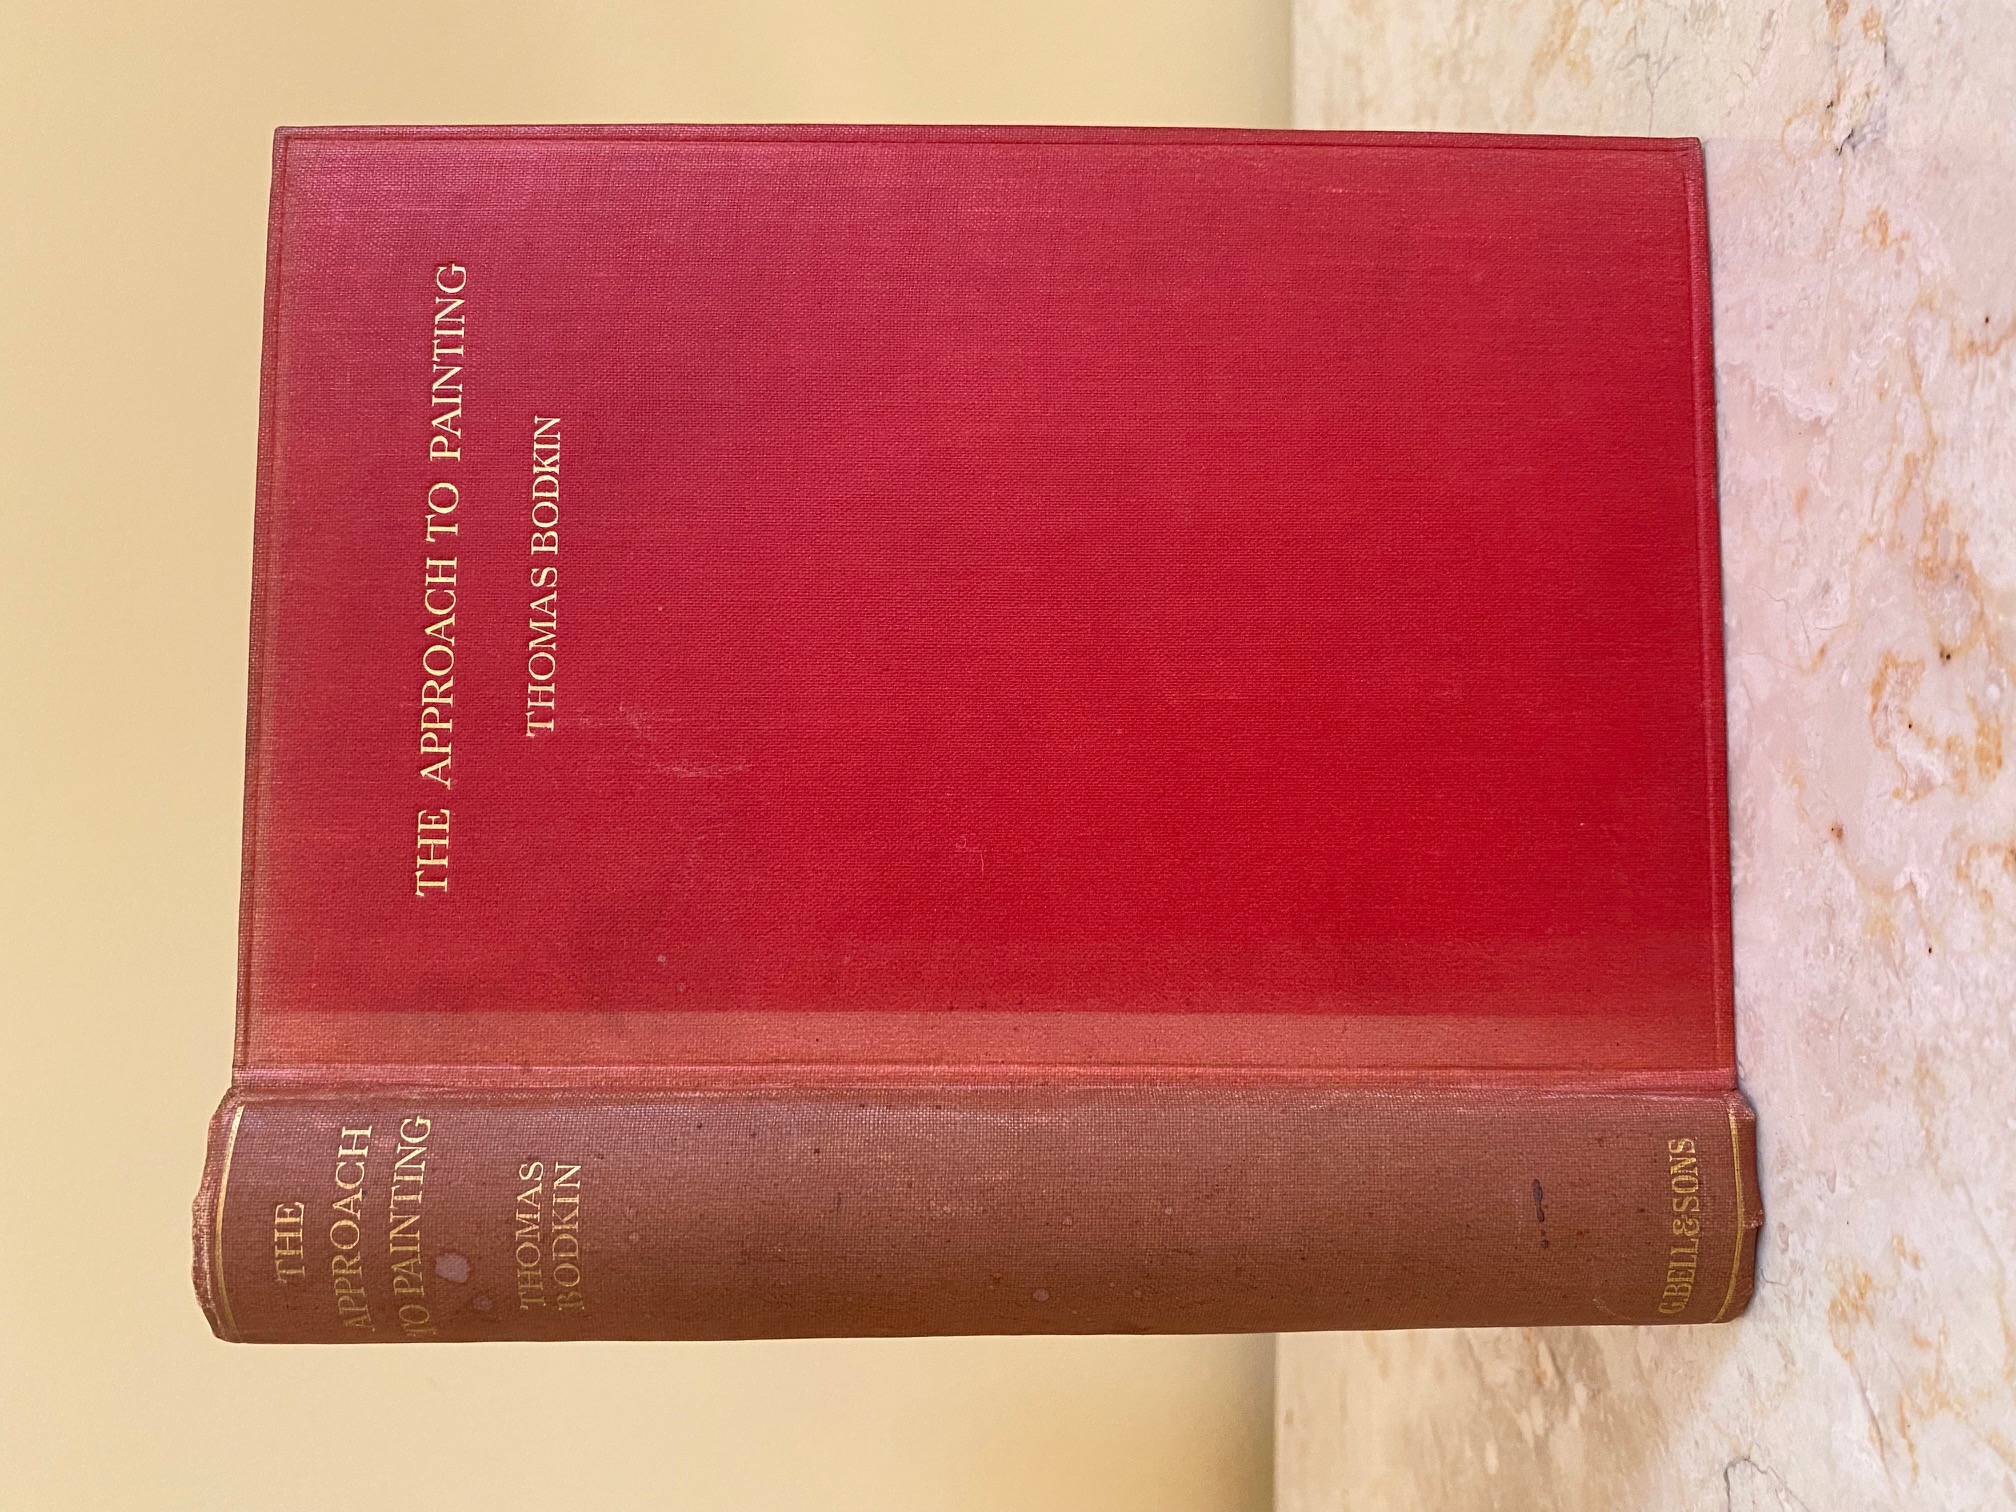 THE APPROACH TO PAINTING
THOMAS BODKIN
THE
APPROACH
TO PAINTING
THOMAS
BODKIN
G.BELL & SONS